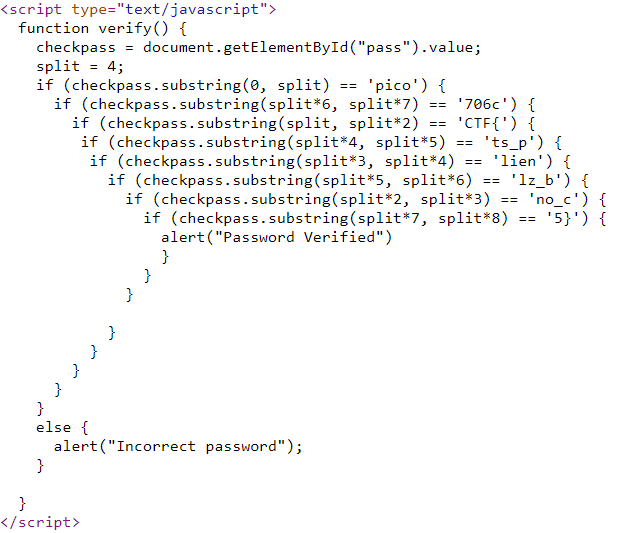 <script type="text/javascript">
  function verify() {
    checkpass = document.getElementById("pass").value;
    split = 4;
    if (checkpass.substring(0, split) == 'pico') {
      if (checkpass.substring(split*6, split*7) == '706c') {
        if (checkpass.substring(split, split*2) == 'CTF{') {
         if (checkpass.substring(split*4, split*5) == 'ts_p') {
          if (checkpass.substring(split*3, split*4) == 'lien') {
            if (checkpass.substring(split*5, split*6) == 'lz_b') {
              if (checkpass.substring(split*2, split*3) == 'no_c') {
                if (checkpass.substring(split*7, split*8) == '5}') {
                  alert("Password Verified")
                  }
                }
              }
            }
          }
        }
      }
    }
    else {
      alert("Incorrect password");
    }
  }
</script>